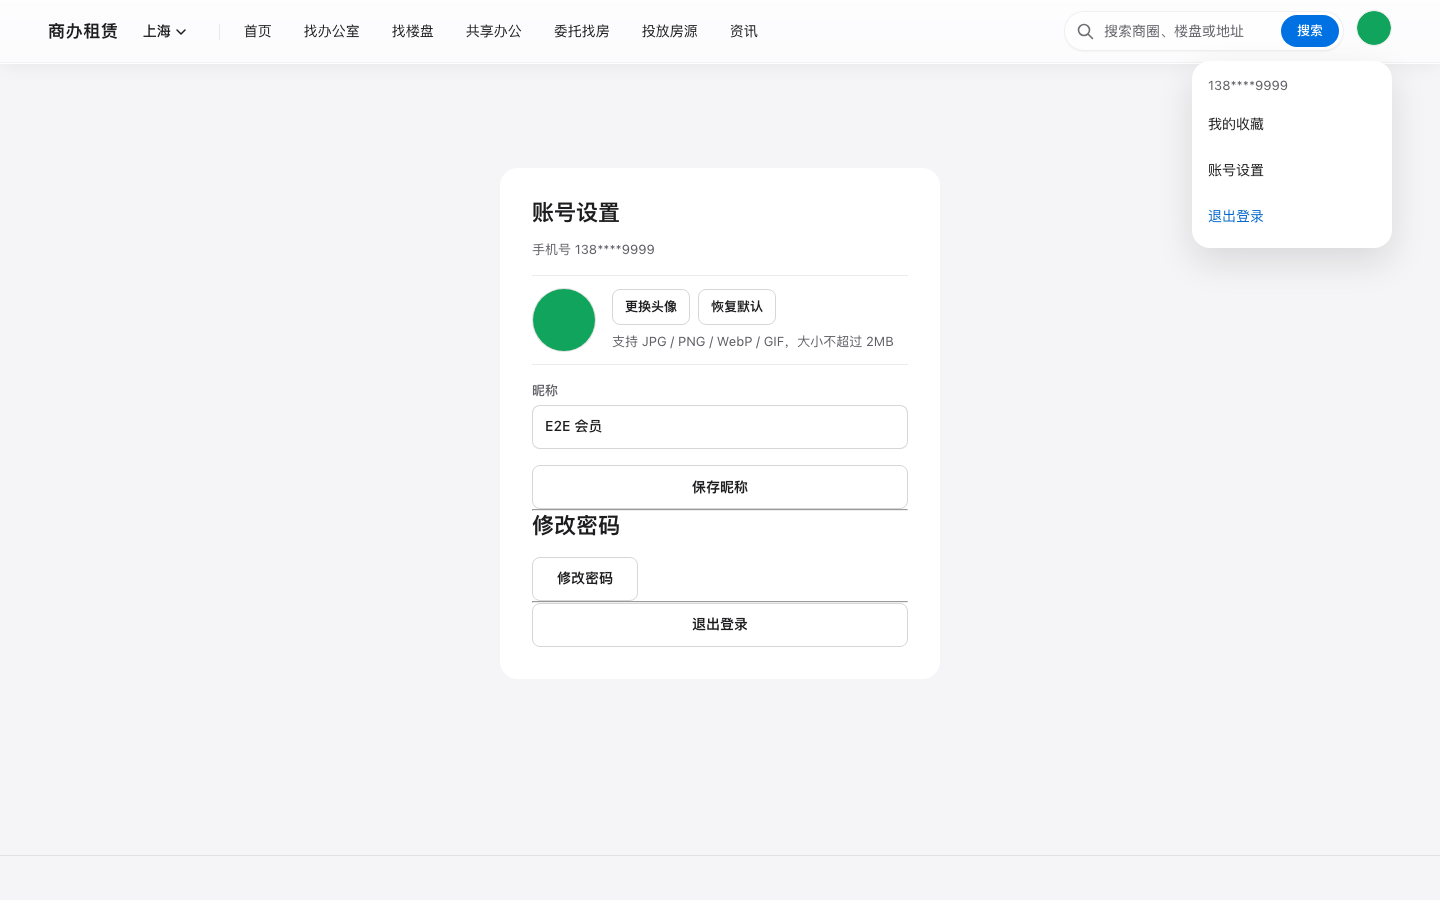 商办租赁 上海 首页 找办公室 找楼盘 共享办公 委托找房 投放房源 资讯 搜索商圈、楼盘或地址 搜索
138****9999
我的收藏
账号设置
退出登录
账号设置
手机号 138****9999
更换头像 恢复默认
支持 JPG / PNG / WebP / GIF，大小不超过 2MB
昵称
E2E 会员
保存昵称
修改密码
修改密码
退出登录